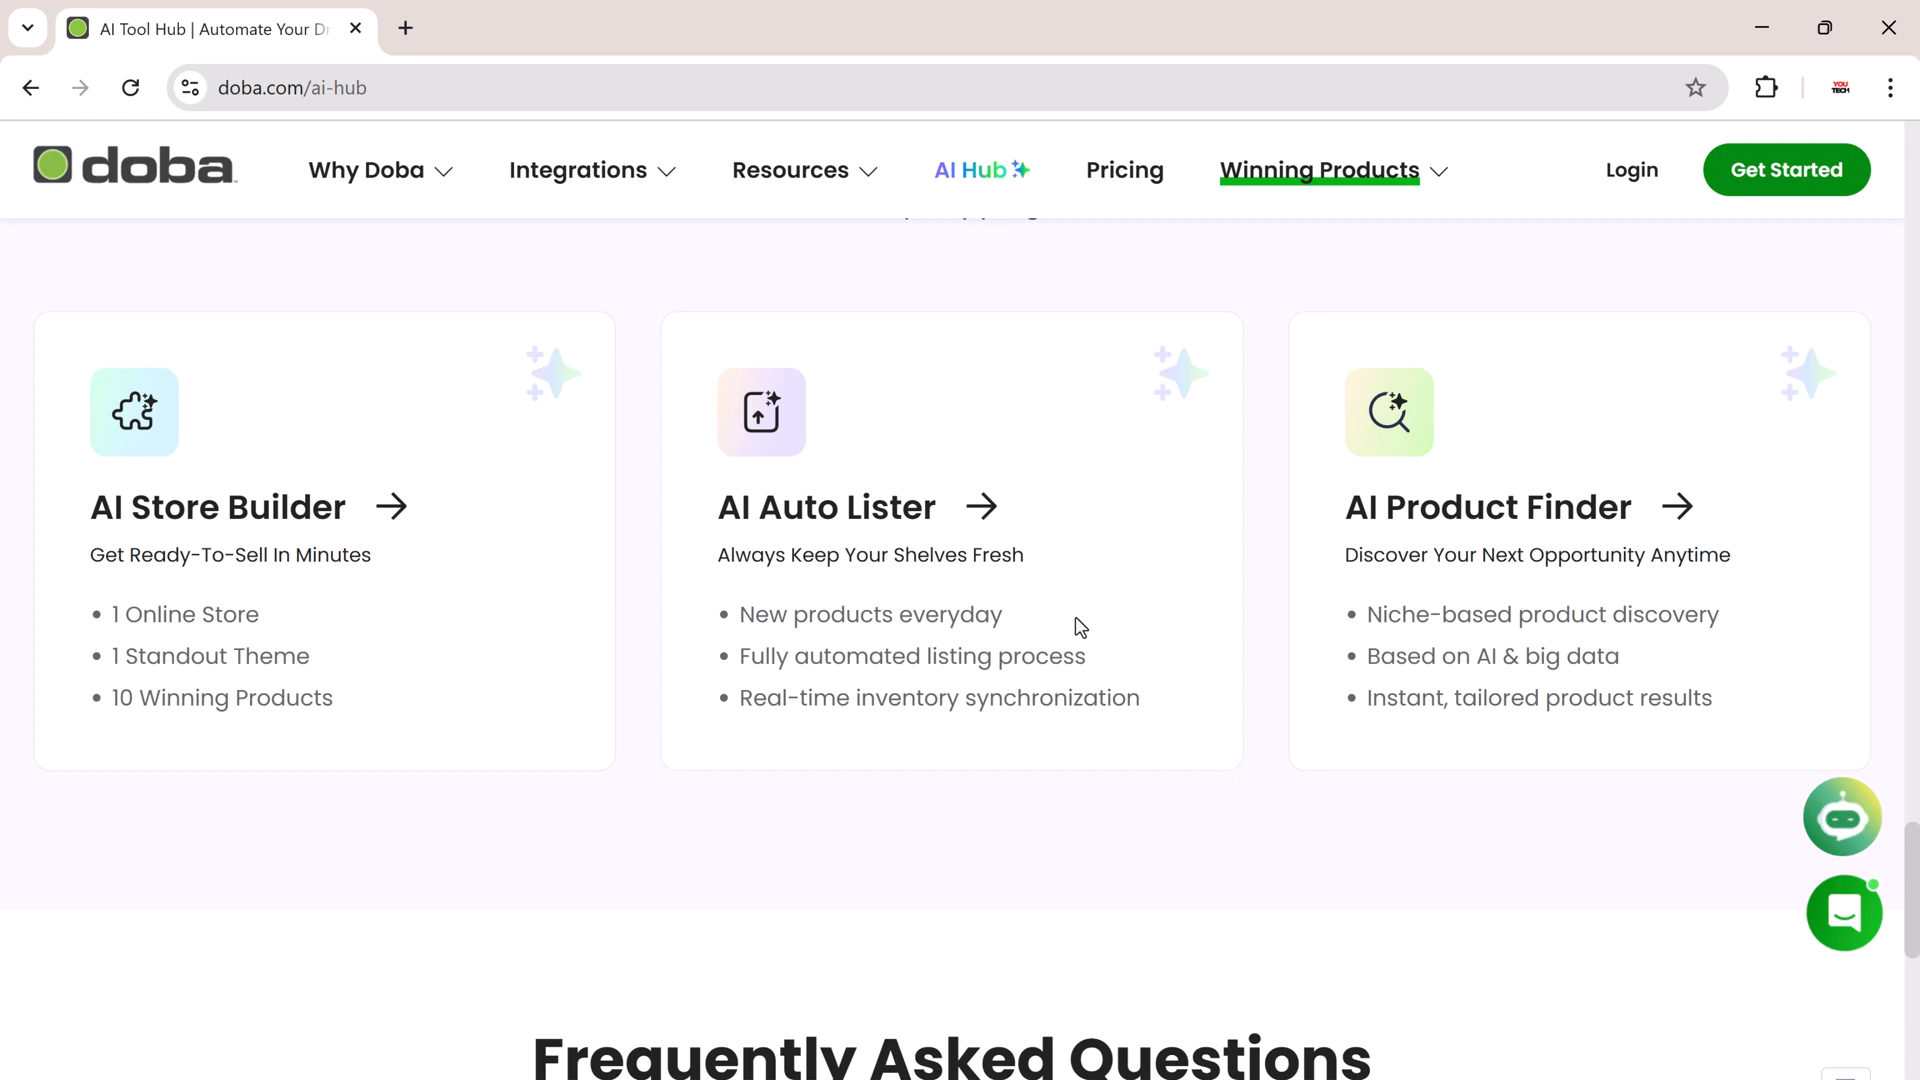 AI Tool Hub | Automate Your Dr
doba.com/ai-hub
YOU
TECH
doba
Why Doba
Integrations
Resources
AI Hub
Pricing
Winning Products
Login
Get Started
AI Store Builder
Get Ready-To-Sell In Minutes
• 1 Online Store
• 1 Standout Theme
• 10 Winning Products
AI Auto Lister
Always Keep Your Shelves Fresh
• New products everyday
• Fully automated listing process
• Real-time inventory synchronization
AI Product Finder
Discover Your Next Opportunity Anytime
• Niche-based product discovery
• Based on AI & big data
• Instant, tailored product results
Frequently Asked Questions